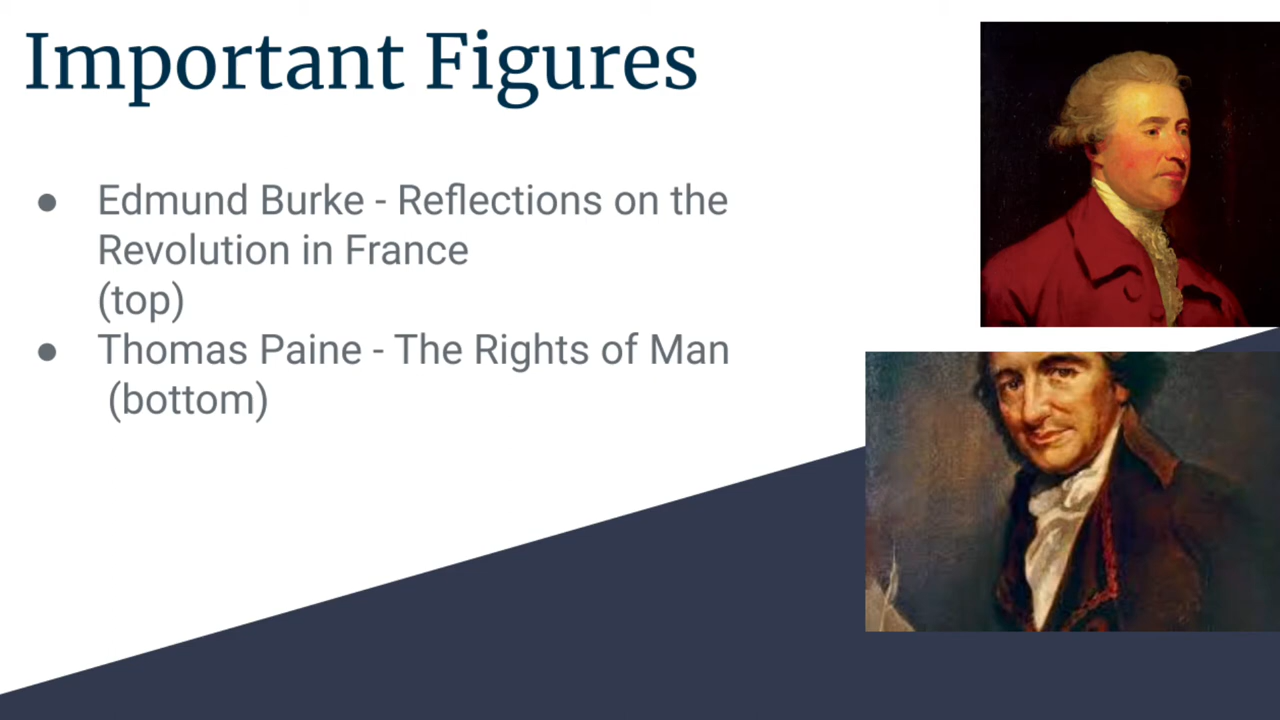 Important Figures
● Edmund Burke - Reflections on the
Revolution in France
(top)
● Thomas Paine - The Rights of Man
(bottom)